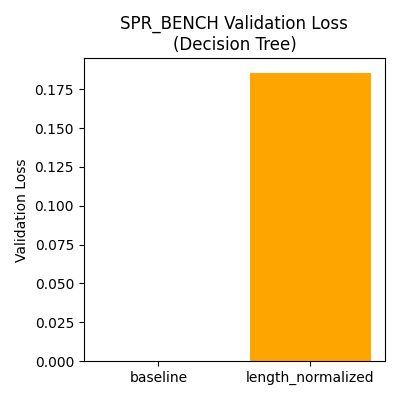 SPR_BENCH Validation Loss
(Decision Tree)
Validation Loss
0.175
0.150
0.125
0.100
0.075
0.050
0.025
0.000
baseline
length_normalized